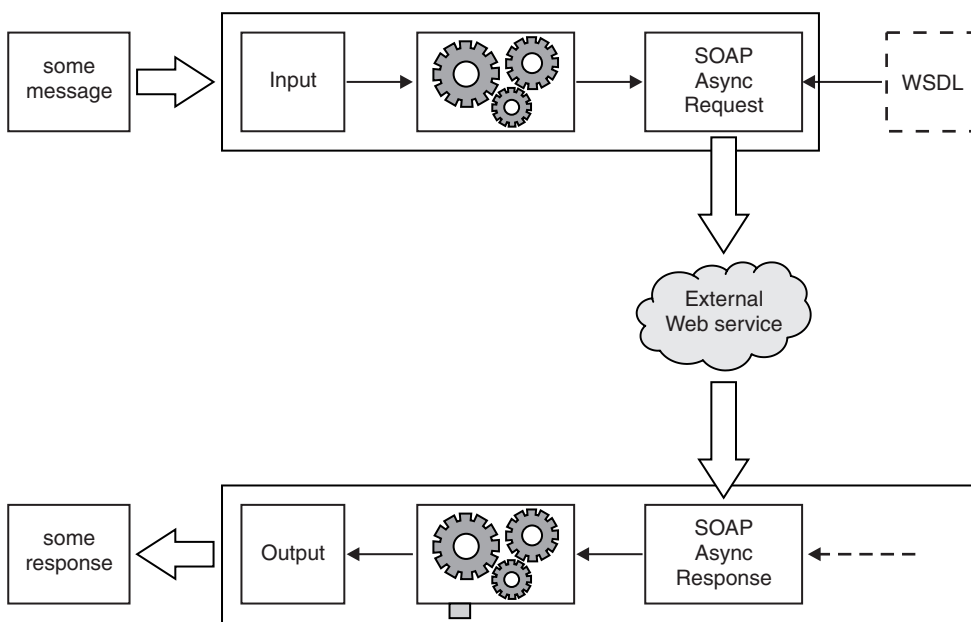 some
message
Input
SOAP
Async
Request
WSDL
External
Web service
some
response
Output
SOAP
Async
Response